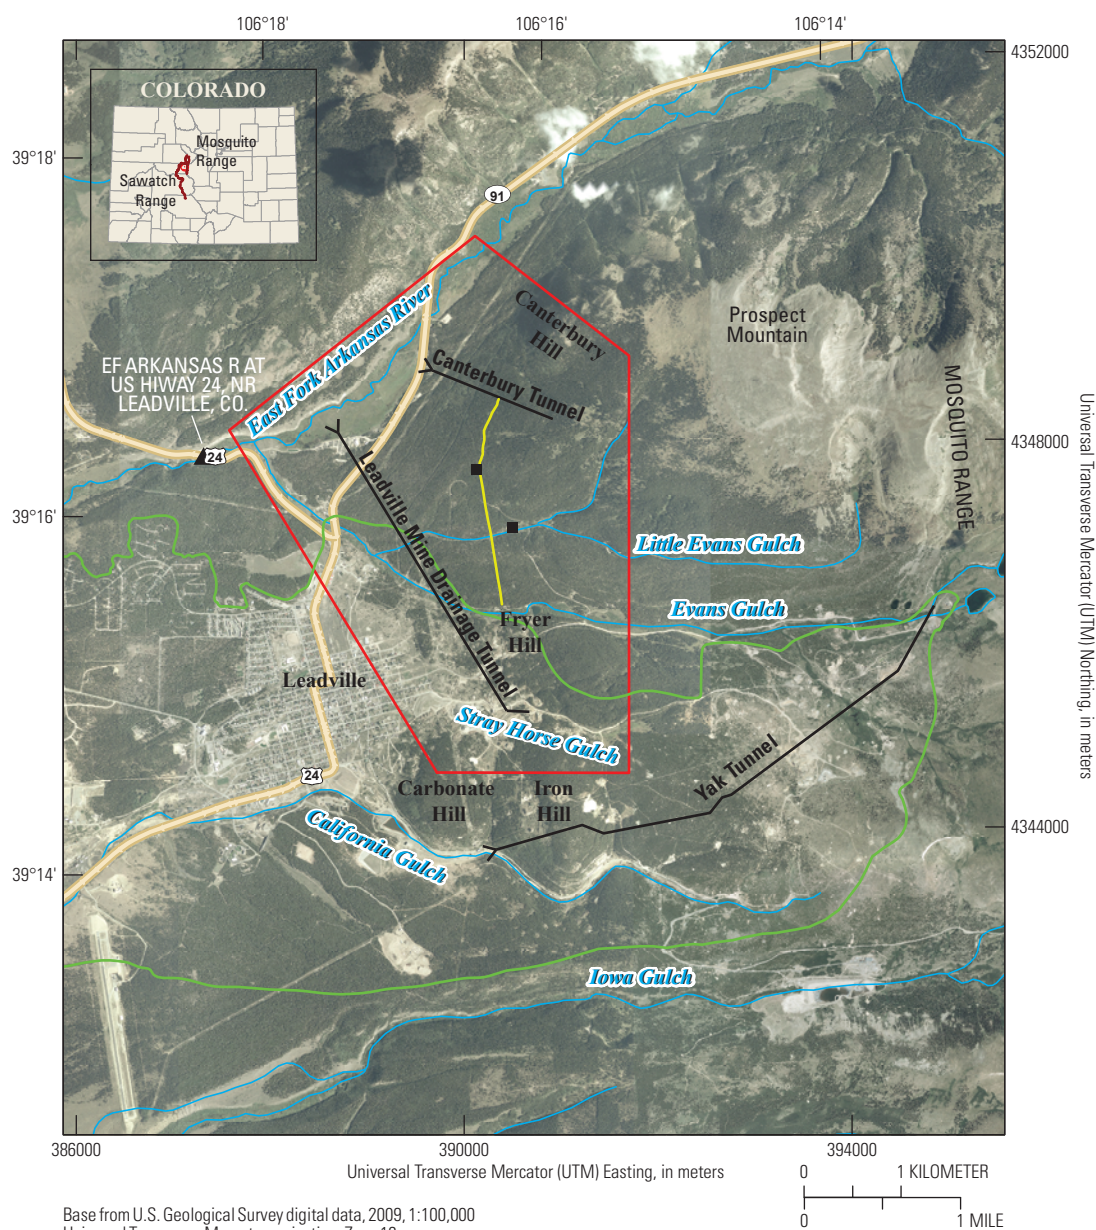 106°18'
106°16'
106°14'
4352000
COLORADO
Mosquito
Range
Sawatch
Range
39°18'
91
Canterbury
Hill
Prospect
Mountain
East Fork Arkansas River
EF ARKANSAS R AT
US HIWAY 24, NR
LEADVILLE, CO.
Canterbury Tunnel
MOSQUITO RANGE
4348000
24
Leadville Mine Drainage Tunnel
39°16'
Little Evans Gulch
Evans Gulch
Fryer
Hill
Leadville
Stray Horse Gulch
Universal Transverse Mercator (UTM) Northing, in meters
24
Carbonate
Hill
Iron
Hill
Yak Tunnel
California Gulch
4344000
39°14'
Iowa Gulch
386000
390000
394000
Universal Transverse Mercator (UTM) Easting, in meters
0
1 KILOMETER
0
1 MILE
Base from U.S. Geological Survey digital data, 2009, 1:100,000